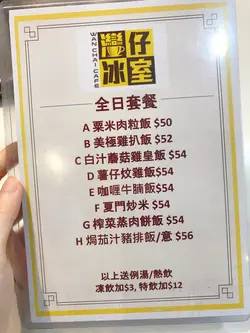 灣仔
冰室
WAN CHAI CAFE
全日套餐
A 粟米肉粒飯 $50
B 美極雞扒飯 $52
C 白汁蘑菇雞皇飯 $54
D 薯仔炆雞飯$54
E 咖喱牛腩飯$54
F 夏門炒米 $54
G 榨菜蒸肉餅飯 $54
H 焗茄汁豬排飯/意 $56
以上送例湯/熱飲
凍飲加$3, 特飲加$12